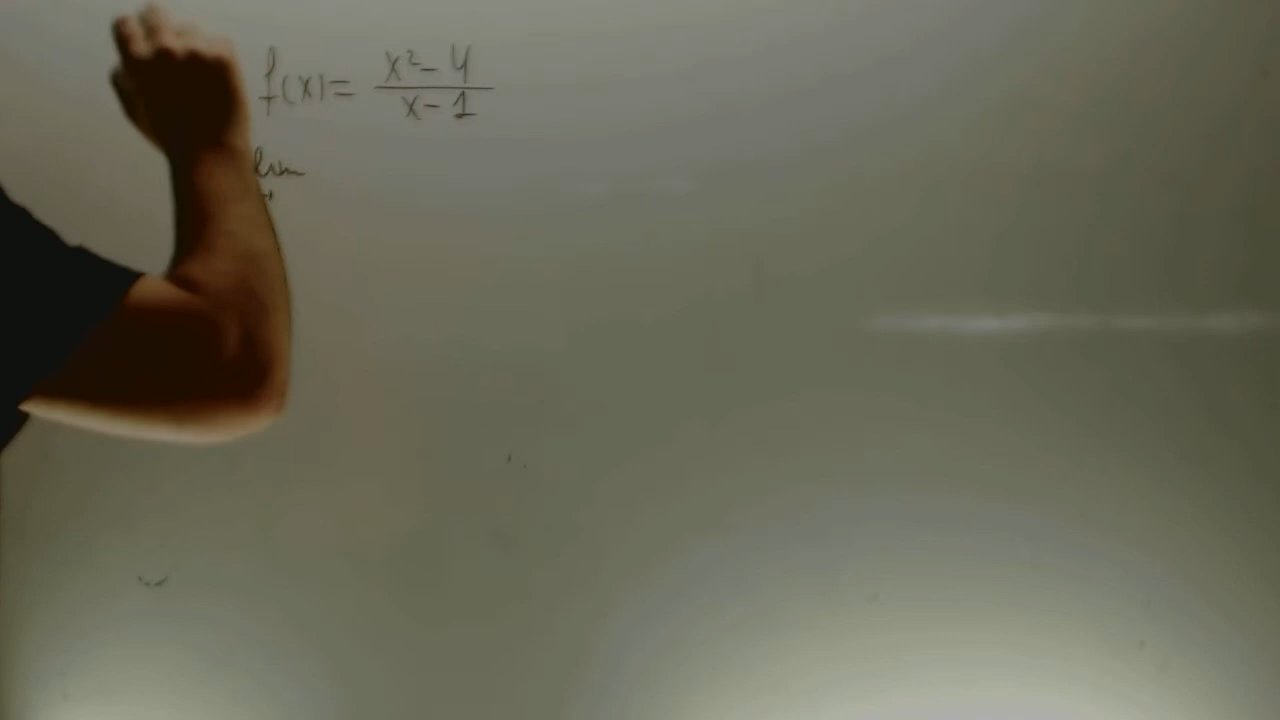 f(x) = x² - 4 / x - 1
lim